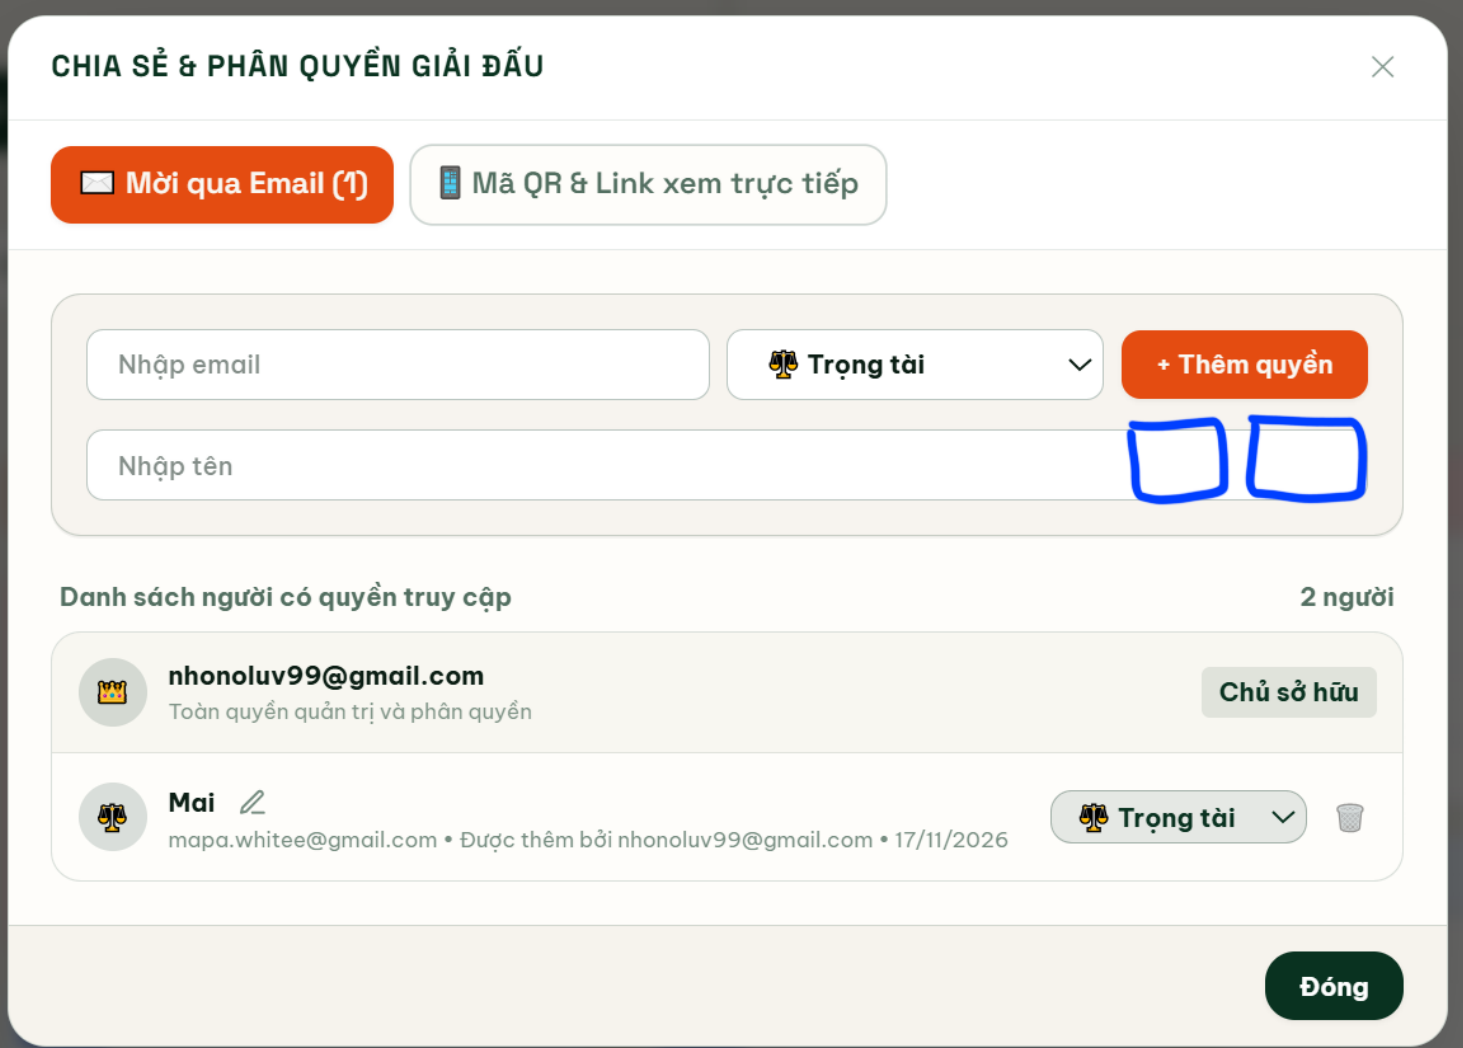 CHIA SẺ & PHÂN QUYỀN GIẢI ĐẤU
Mời qua Email (1)
Mã QR & Link xem trực tiếp
Nhập email
Trọng tài
+ Thêm quyền
Nhập tên
Danh sách người có quyền truy cập
2 người
nhonoluv99@gmail.com
Toàn quyền quản trị và phân quyền
Chủ sở hữu
Mai
mapa.whitee@gmail.com • Được thêm bởi nhonoluv99@gmail.com • 17/11/2026
Trọng tài
Đóng